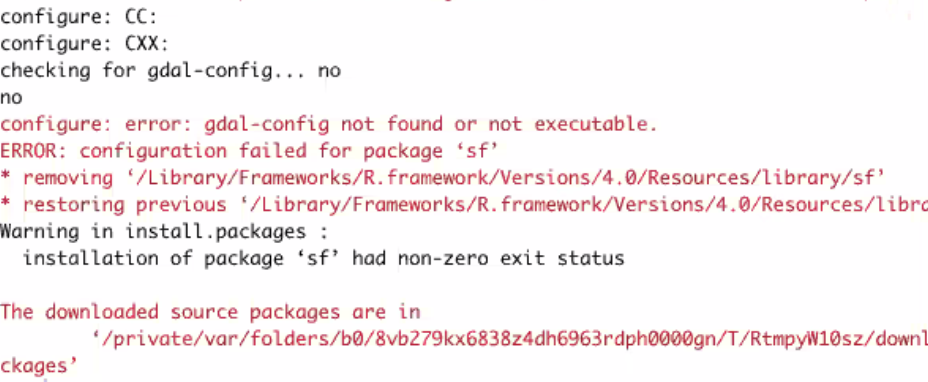 configure: CC:
configure: CXX:
checking for gdal-config... no
no
configure: error: gdal-config not found or not executable.
ERROR: configuration failed for package ‘sf’
* removing ‘/Library/Frameworks/R.framework/Versions/4.0/Resources/library/sf’
* restoring previous ‘/Library/Frameworks/R.framework/Versions/4.0/Resources/libra
Warning in install.packages :
  installation of package ‘sf’ had non-zero exit status

The downloaded source packages are in
        ‘/private/var/folders/b0/8vb279kx6838z4dh6963rdph0000gn/T/RtmpyW10sz/downl
ckages’